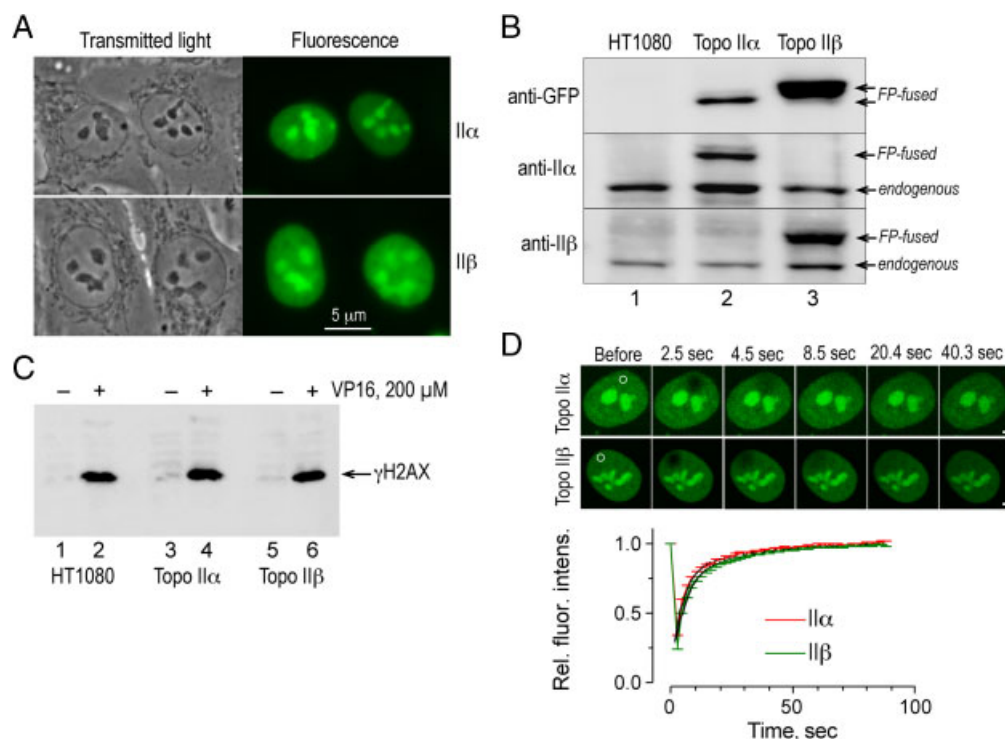 A
Transmitted light Fluorescence
IIα
IIβ
5 μm
B
HT1080 Topo IIα Topo IIβ
anti-GFP FP-fused
anti-IIα FP-fused
endogenous
anti-IIβ FP-fused
endogenous
1 2 3
C
– + – + – + VP16, 200 μM
γH2AX
1 2 3 4 5 6
HT1080 Topo IIα Topo IIβ
D
Before 2.5 sec 4.5 sec 8.5 sec 20.4 sec 40.3 sec
Topo IIα
Topo IIβ
Rel. fluor. intens.
1.0
0.5
0.0
IIα
IIβ
0 50 100
Time, sec